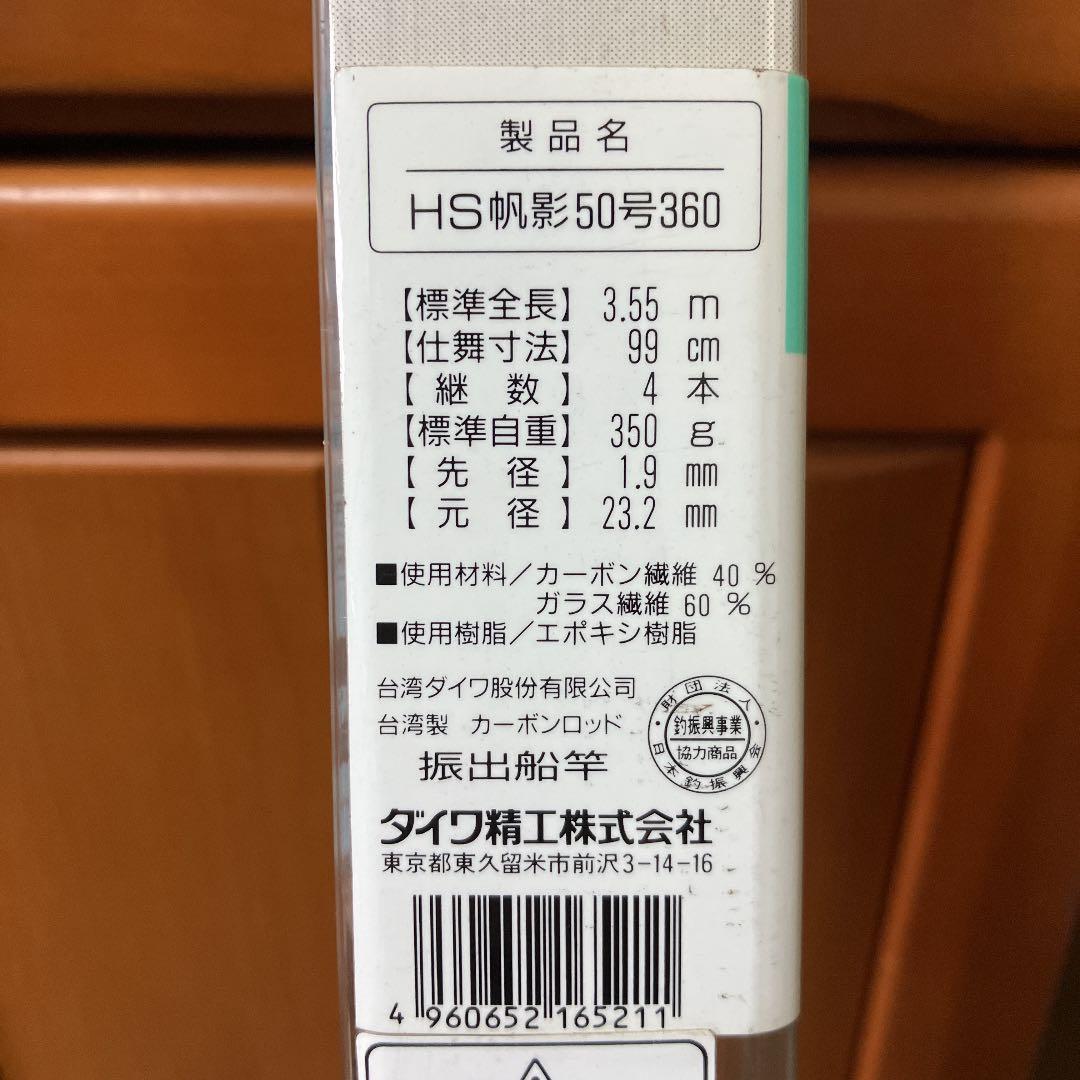 製品名
HS帆影50号360
【標準全長】 3.55 m
【仕舞寸法】 99 cm
【継 数】 4 本
【標準自重】 350 g
【先 径】 1.9 mm
【元 径】 23.2 mm
■使用材料/カーボン繊維 40 %
ガラス繊維 60 %
■使用樹脂/エポキシ樹脂
台湾ダイワ股份有限公司
台湾製 カーボンロッド
振出船竿
・財団法人・
釣振興事業
協力商品
日本釣振興会
ダイワ精工株式会社
東京都東久留米市前沢3-14-16
4 960652 165211